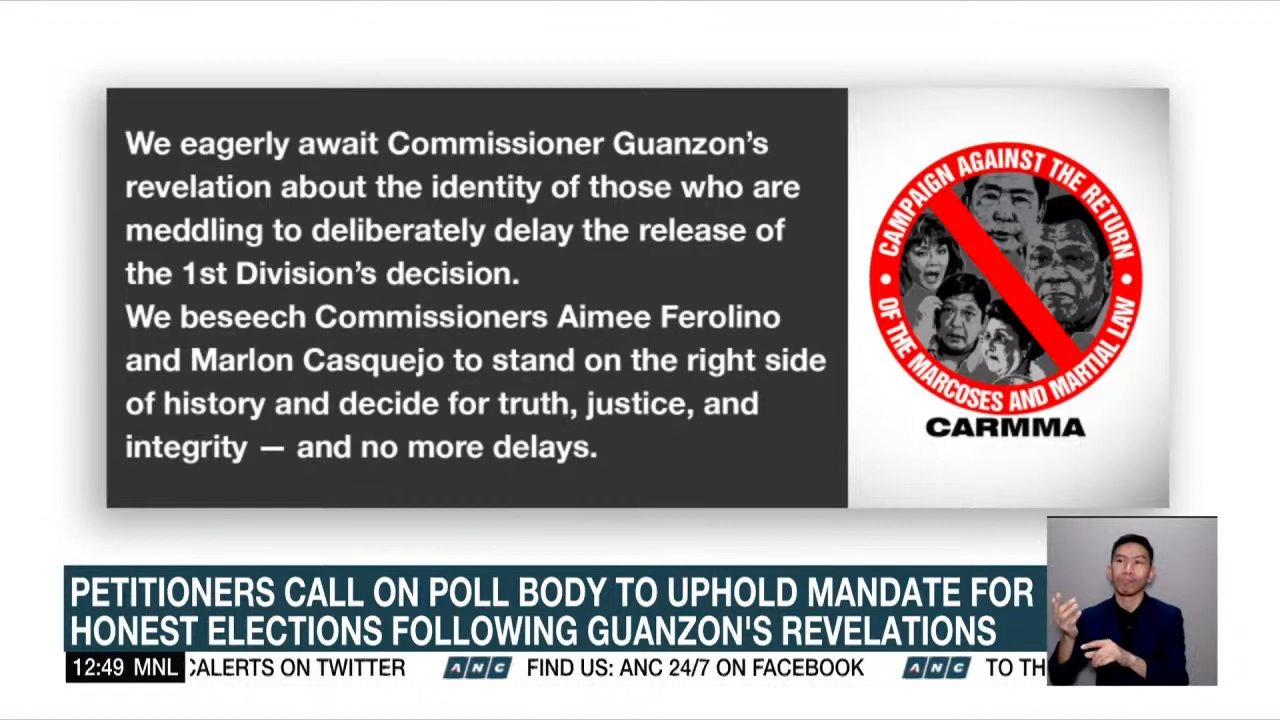 We eagerly await Commissioner Guanzon’s
revelation about the identity of those who are
meddling to deliberately delay the release of
the 1st Division’s decision.
We beseech Commissioners Aimee Ferolino
and Marlon Casquejo to stand on the right side
of history and decide for truth, justice, and
integrity — and no more delays.
CAMPAIGN AGAINST THE RETURN
OF THE MARCOSES AND MARTIAL LAW
CARMMA
PETITIONERS CALL ON POLL BODY TO UPHOLD MANDATE FOR
HONEST ELECTIONS FOLLOWING GUANZON'S REVELATIONS
12:49 MNL CALERTS ON TWITTER ANC FIND US: ANC 24/7 ON FACEBOOK ANC TO TH